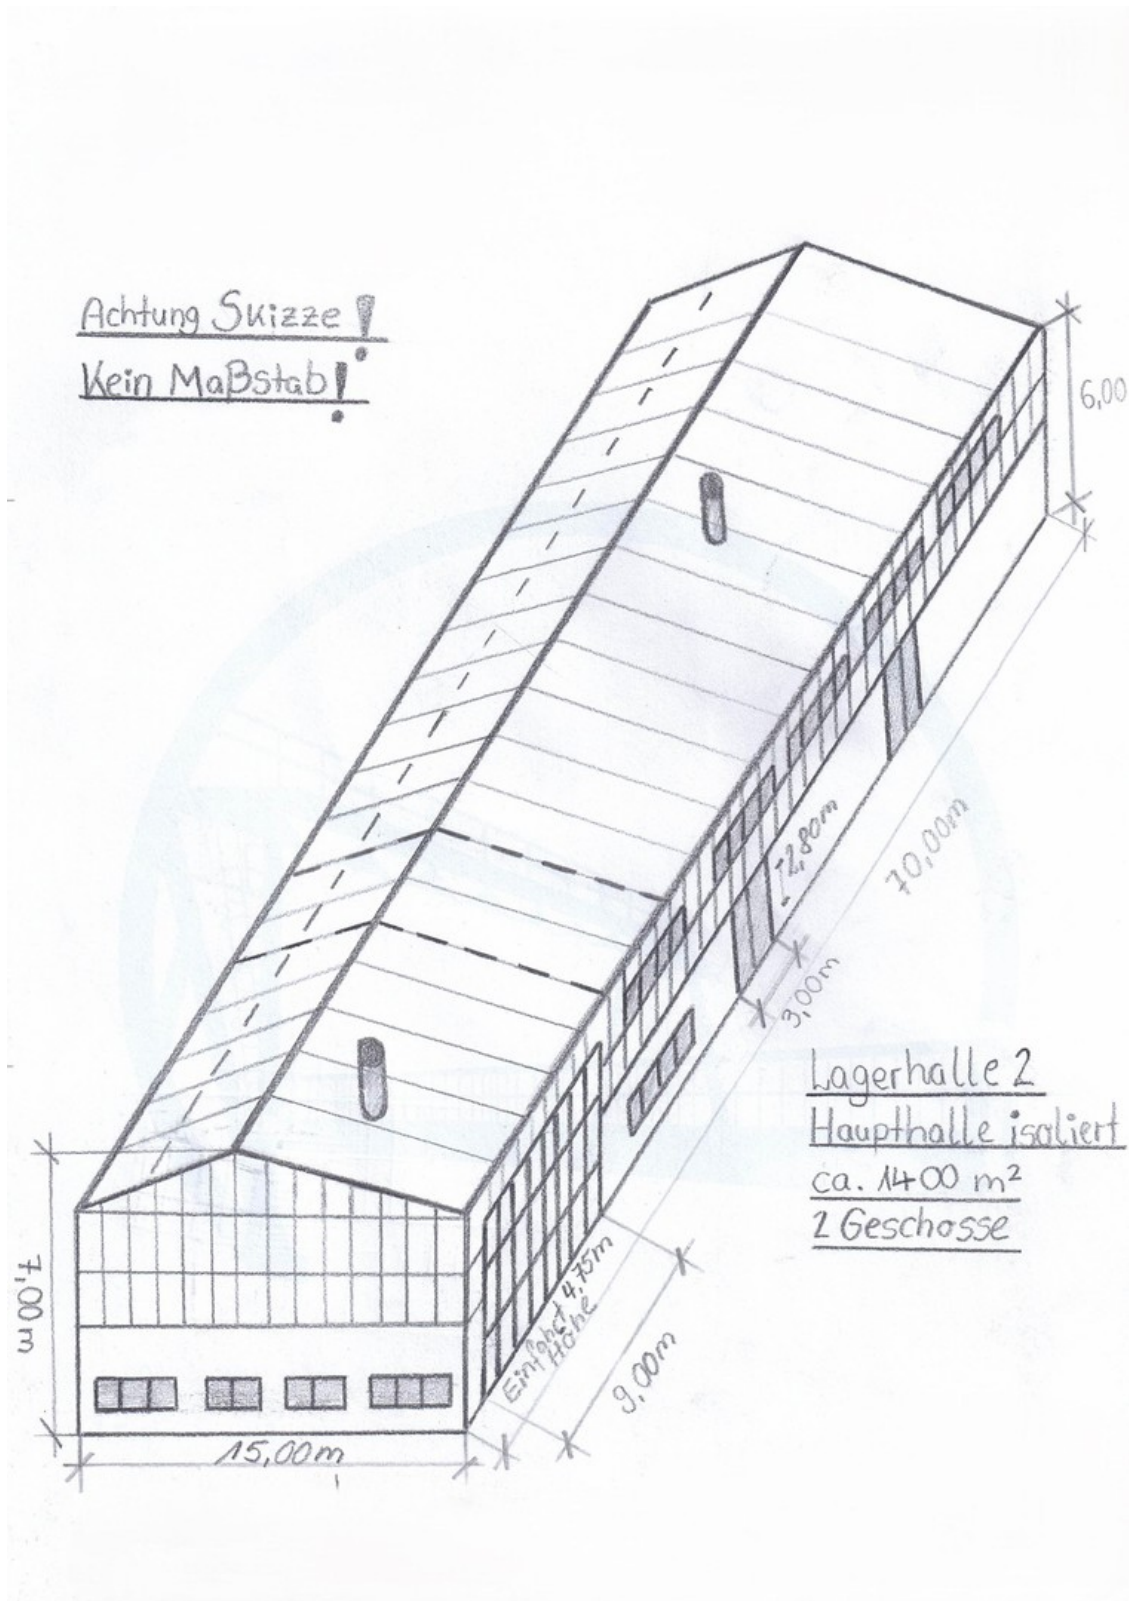 Achtung Skizze!
Kein Maßstab!
6,00
2,80m
70,00m
3,00m
Lagerhalle 2
Haupthalle isoliert
ca. 1400 m²
2 Geschosse
7,00m
Einfahrt 4,75m
Höhe
9,00m
15,00m